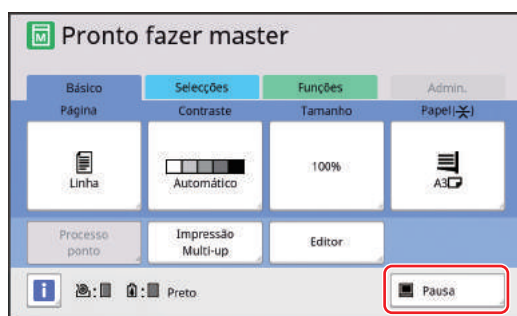 Pronto fazer master
Básico Selecções Funções Admin.
Página Contraste Tamanho Papel( )
Linha Automático 100% A3
Processo ponto Impressão Multi-up Editor
i : : Preto Pausa